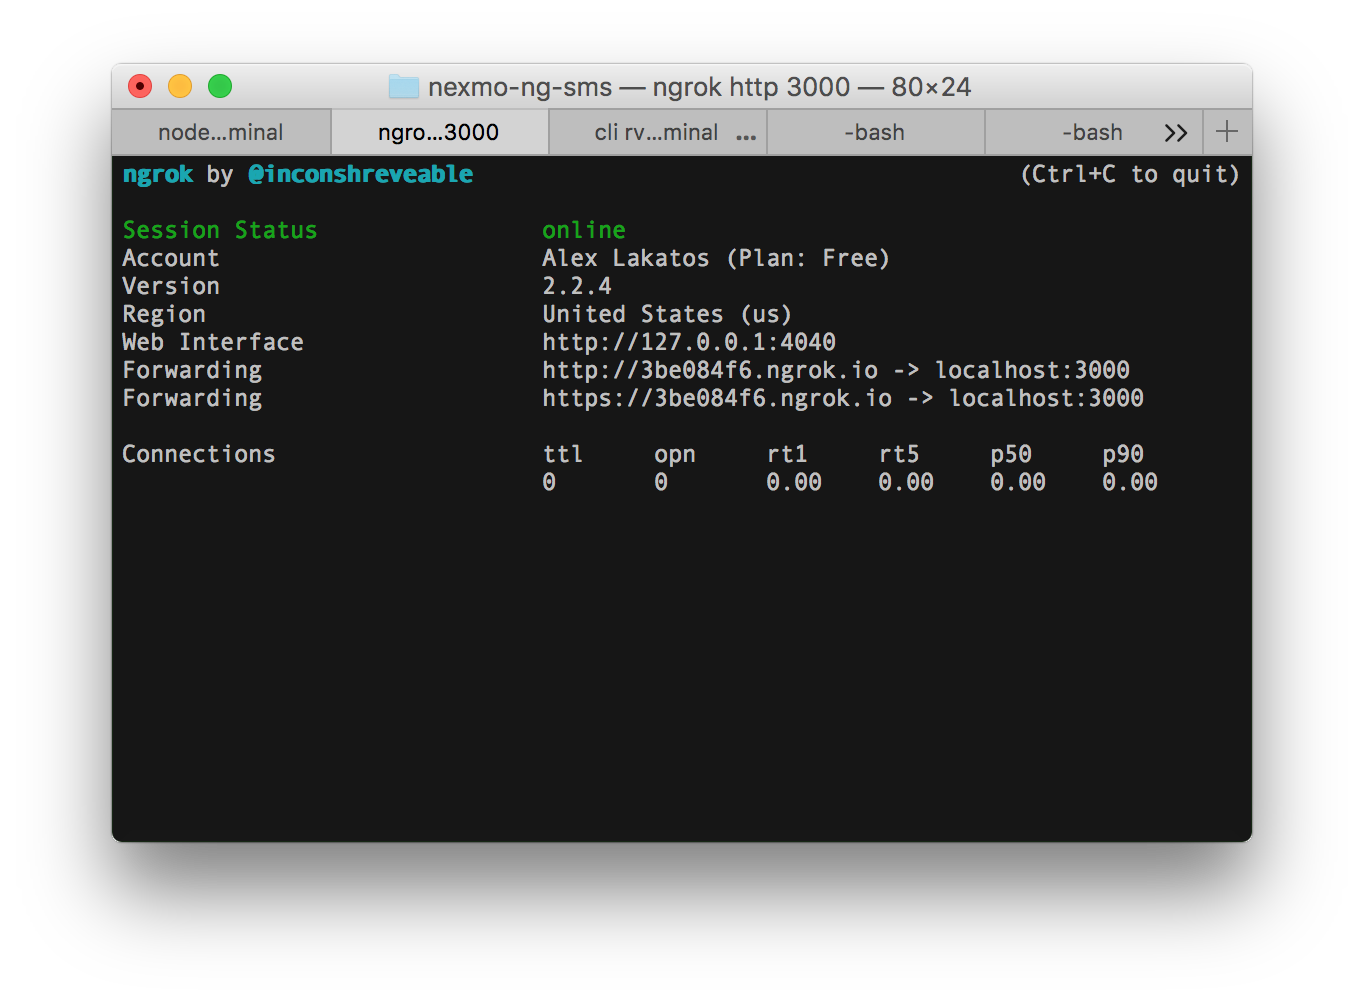 nexmo-ng-sms — ngrok http 3000 — 80×24
node...minal ngro...3000 cli rv...minal ... -bash -bash >> +
ngrok by @inconshreveable (Ctrl+C to quit)
Session Status online
Account Alex Lakatos (Plan: Free)
Version 2.2.4
Region United States (us)
Web Interface http://127.0.0.1:4040
Forwarding http://3be084f6.ngrok.io -> localhost:3000
Forwarding https://3be084f6.ngrok.io -> localhost:3000
Connections ttl opn rt1 rt5 p50 p90
0 0 0.00 0.00 0.00 0.00